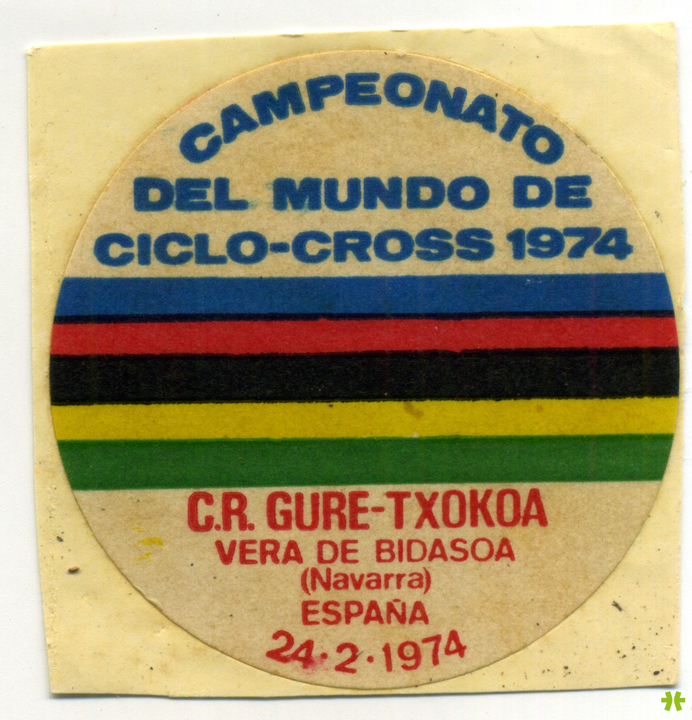 CAMPEONATO
DEL MUNDO DE
CICLO-CROSS 1974
C.R. GURE-TXOKOA
VERA DE BIDASOA
(Navarra)
ESPAÑA
24·2·1974